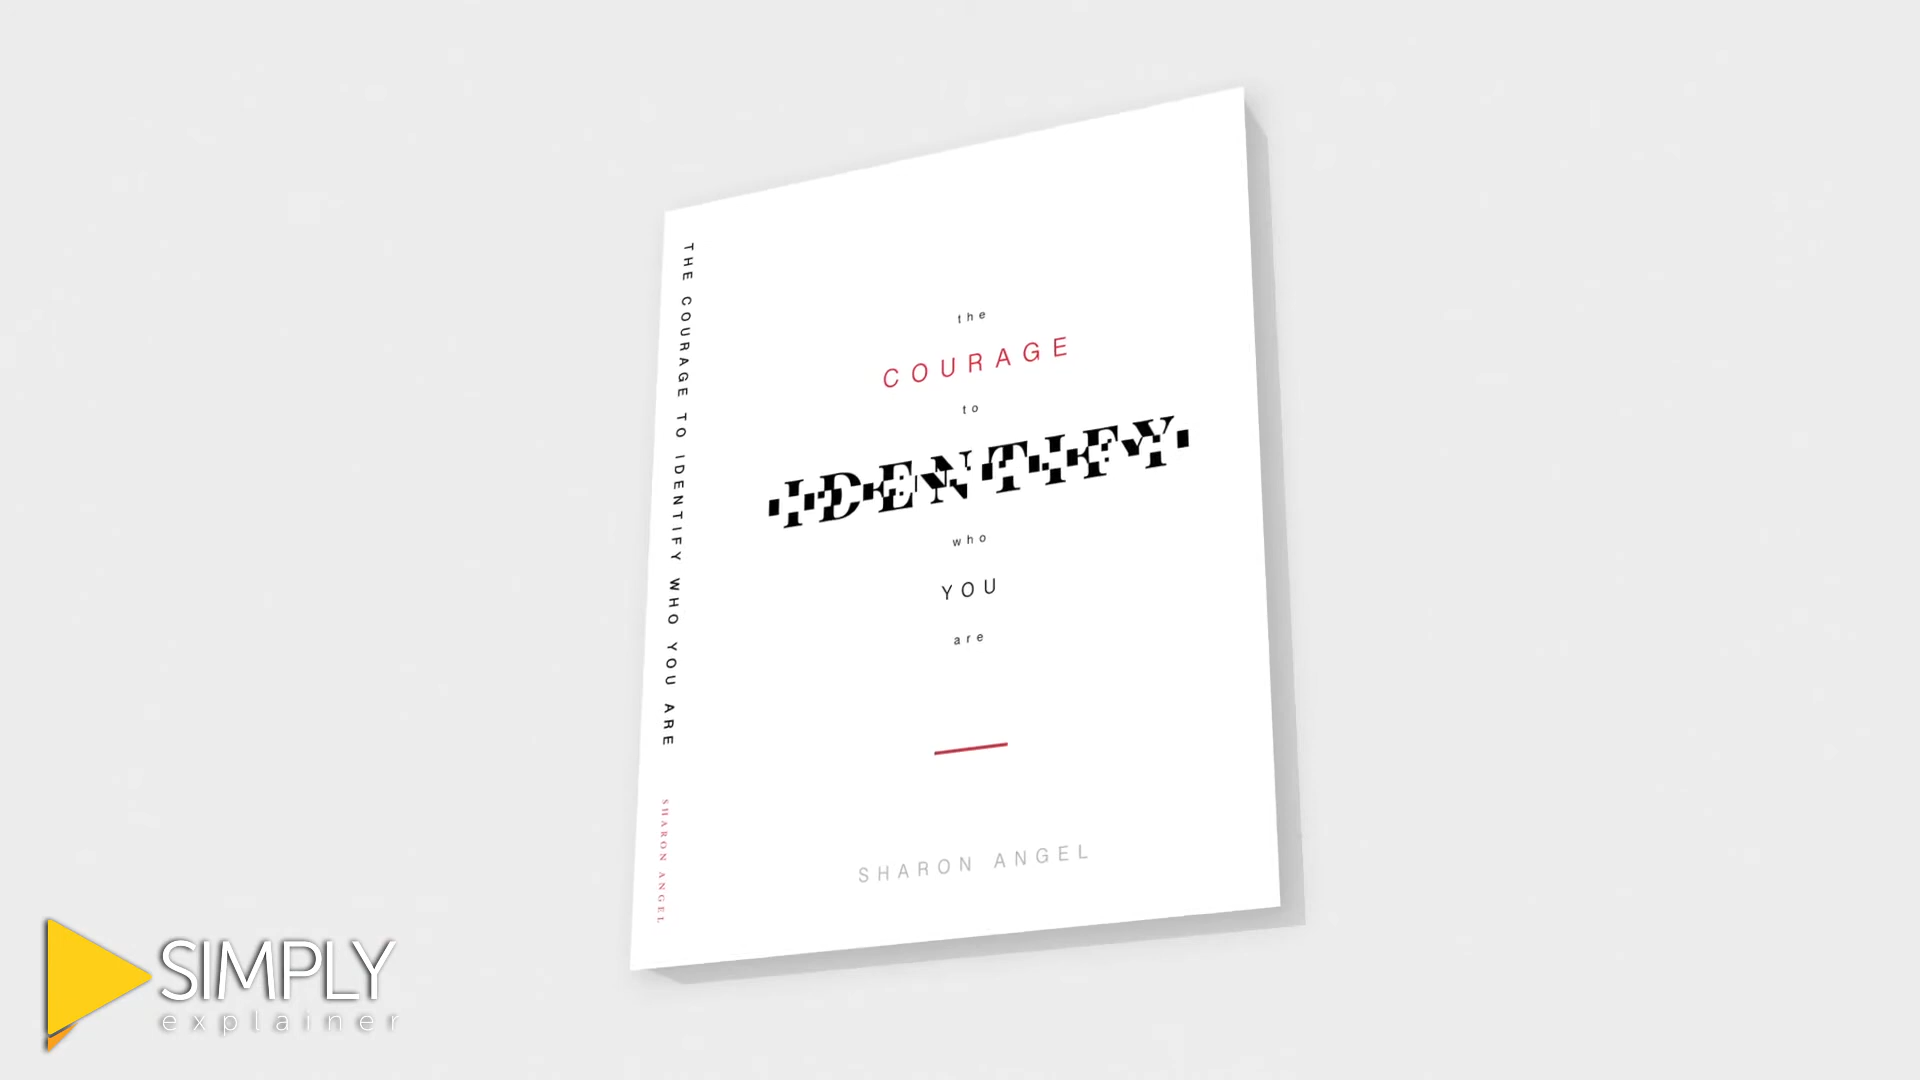 THE COURAGE TO IDENTIFY WHO YOU ARE
SHARON ANGEL
the
COURAGE
to
IDENTIFY
who
YOU
are
SHARON ANGEL
SIMPLY
explainer